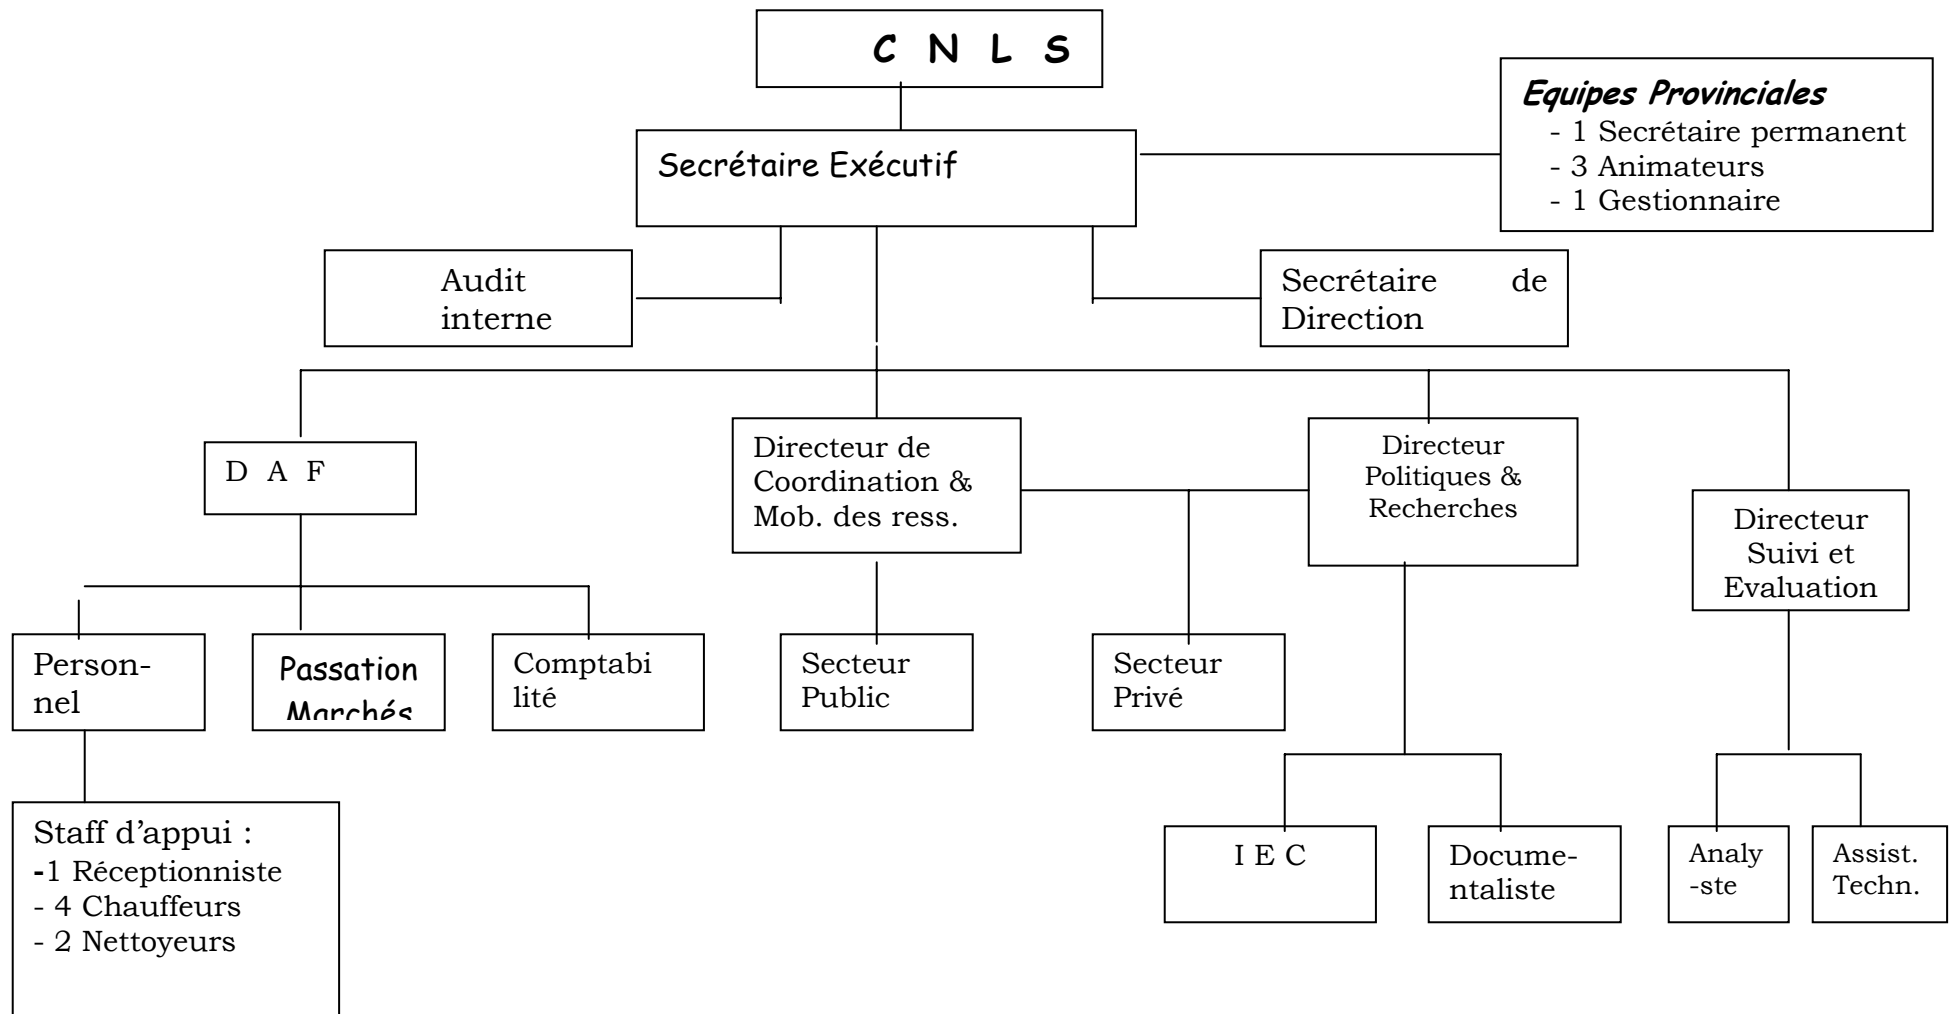 C N L S
Equipes Provinciales
- 1 Secrétaire permanent
- 3 Animateurs
- 1 Gestionnaire
Secrétaire Exécutif
Audit
interne
Secrétaire de
Direction
D A F
Directeur de
Coordination &
Mob. des ress.
Directeur
Politiques &
Recherches
Directeur
Suivi et
Evaluation
Person-
nel
Passation
Marchés
Comptabi
lité
Secteur
Public
Secteur
Privé
Staff d’appui :
-1 Réceptionniste
- 4 Chauffeurs
- 2 Nettoyeurs
I E C
Docume-
ntaliste
Analy
-ste
Assist.
Techn.